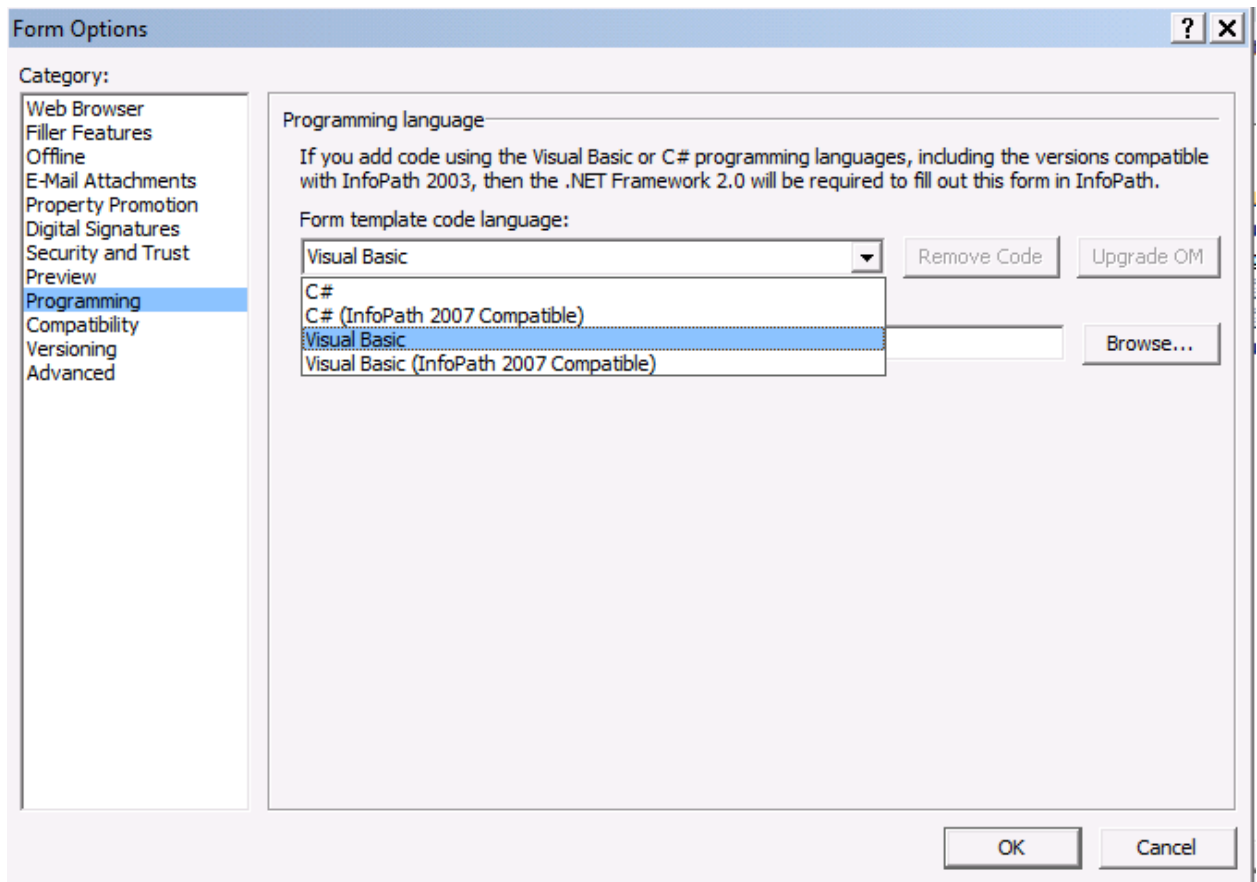 Form Options
Category:
Web Browser
Filler Features
Offline
E-Mail Attachments
Property Promotion
Digital Signatures
Security and Trust
Preview
Programming
Compatibility
Versioning
Advanced
Programming language
If you add code using the Visual Basic or C# programming languages, including the versions compatible
with InfoPath 2003, then the .NET Framework 2.0 will be required to fill out this form in InfoPath.
Form template code language:
Visual Basic
Remove Code
Upgrade OM
C#
C# (InfoPath 2007 Compatible)
Visual Basic
Visual Basic (InfoPath 2007 Compatible)
Browse...
OK
Cancel